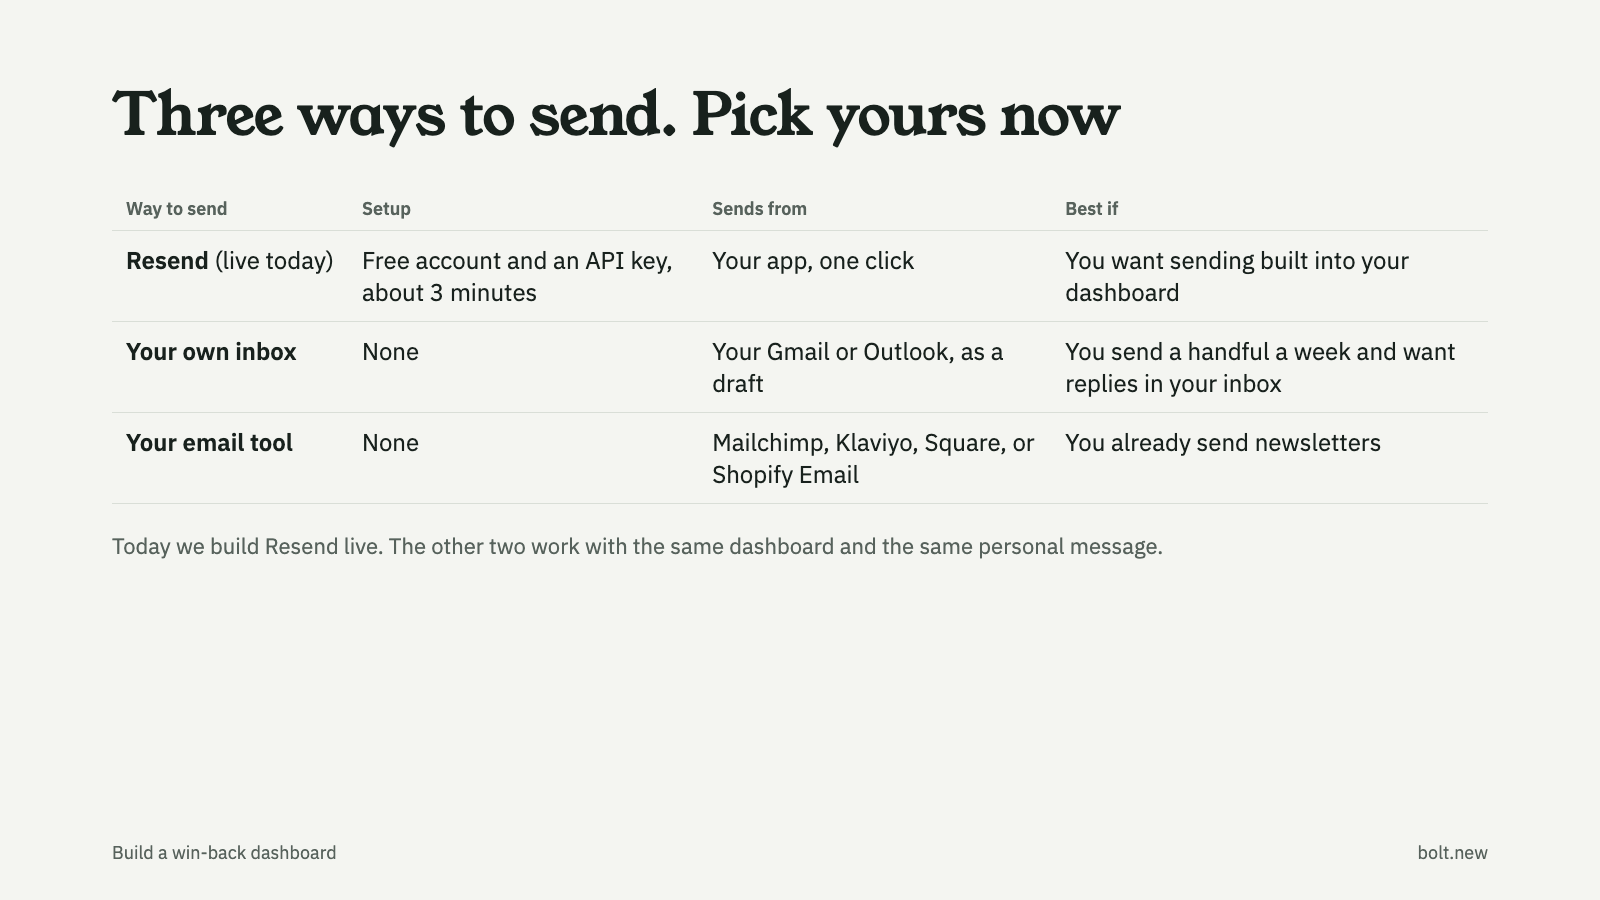 Three ways to send. Pick yours now
Way to send Setup Sends from Best if
Resend (live today) Free account and an API key, about 3 minutes Your app, one click You want sending built into your dashboard
Your own inbox None Your Gmail or Outlook, as a draft You send a handful a week and want replies in your inbox
Your email tool None Mailchimp, Klaviyo, Square, or Shopify Email You already send newsletters
Today we build Resend live. The other two work with the same dashboard and the same personal message.
Build a win-back dashboard bolt.new